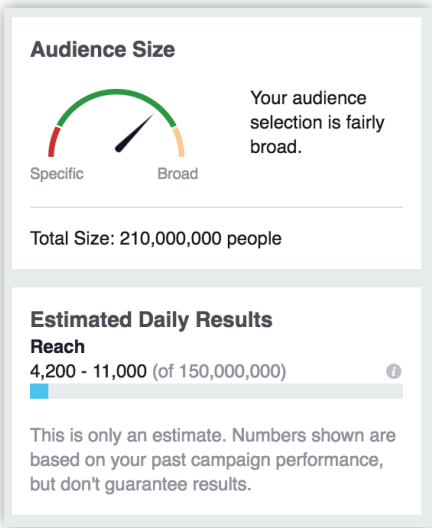 Audience Size
Your audience
selection is fairly
broad.
Specific
Broad
Total Size: 210,000,000 people
Estimated Daily Results
Reach
4,200 - 11,000 (of 150,000,000)
This is only an estimate. Numbers shown are
based on your past campaign performance,
but don't guarantee results.